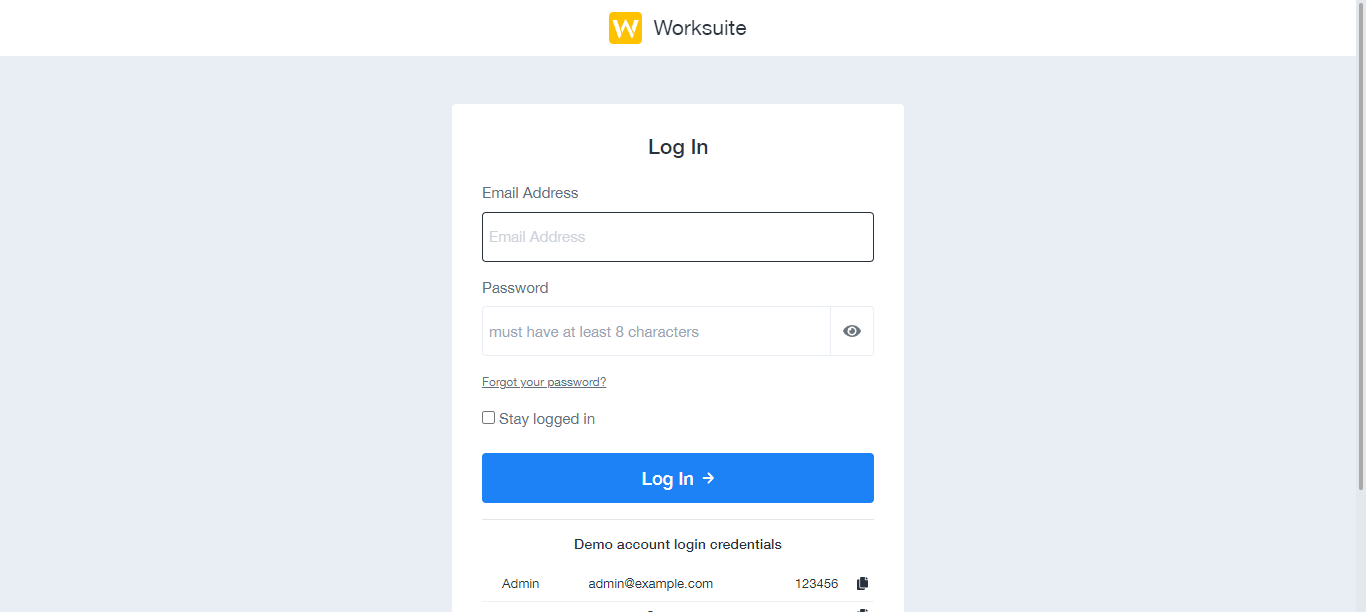 Worksuite
Log In
Email Address
Email Address
Password
must have at least 8 characters
Forgot your password?
Stay logged in
Log In →
Demo account login credentials
Admin admin@example.com 123456